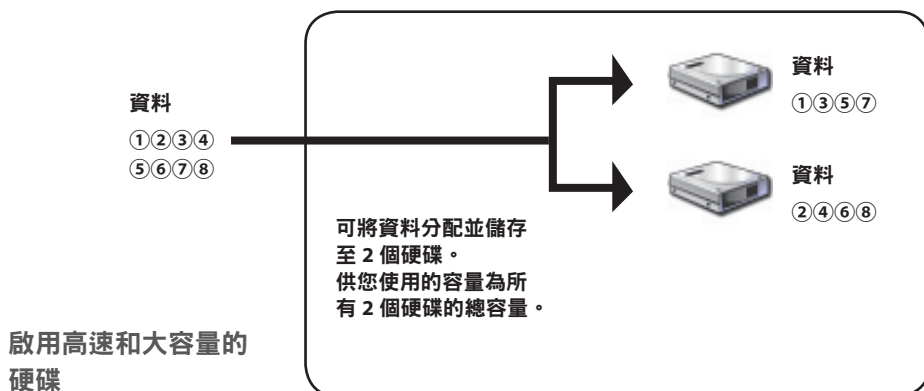 資料
①②③④
⑤⑥⑦⑧
資料
①③⑤⑦
資料
②④⑥⑧
可將資料分配並儲存
至 2 個硬碟。
供您使用的容量為所
有 2 個硬碟的總容量。
啟用高速和大容量的
硬碟